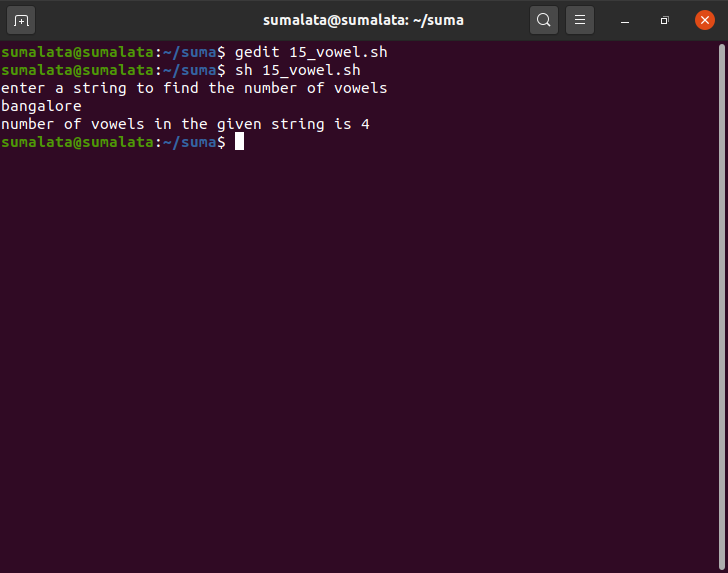 sumalata@sumalata: ~/suma
sumalata@sumalata:~/suma$ gedit 15_vowel.sh
sumalata@sumalata:~/suma$ sh 15_vowel.sh
enter a string to find the number of vowels
bangalore
number of vowels in the given string is 4
sumalata@sumalata:~/suma$